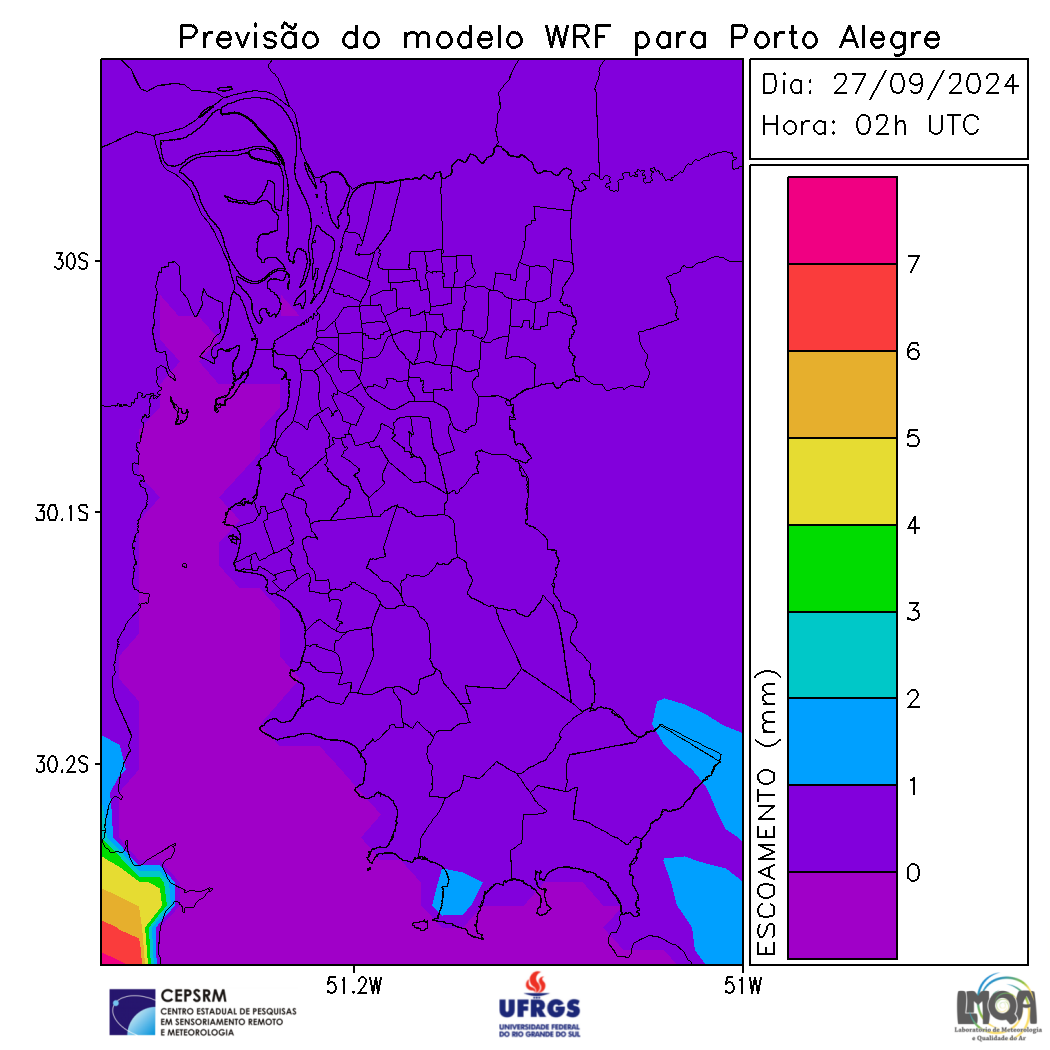 Previsão do modelo WRF para Porto Alegre
Dia: 27/09/2024
Hora: 02h UTC
30S
30.1S
30.2S
51.2W
51W
7
6
5
4
3
2
1
0
ESCOAMENTO (mm)
CEPSRM
CENTRO ESTADUAL DE PESQUISAS
EM SENSORIAMENTO REMOTO
E METEOROLOGIA
UFRGS
UNIVERSIDADE FEDERAL
DO RIO GRANDE DO SUL
LMQA
Laboratório de Meteorologia
e Qualidade do Ar